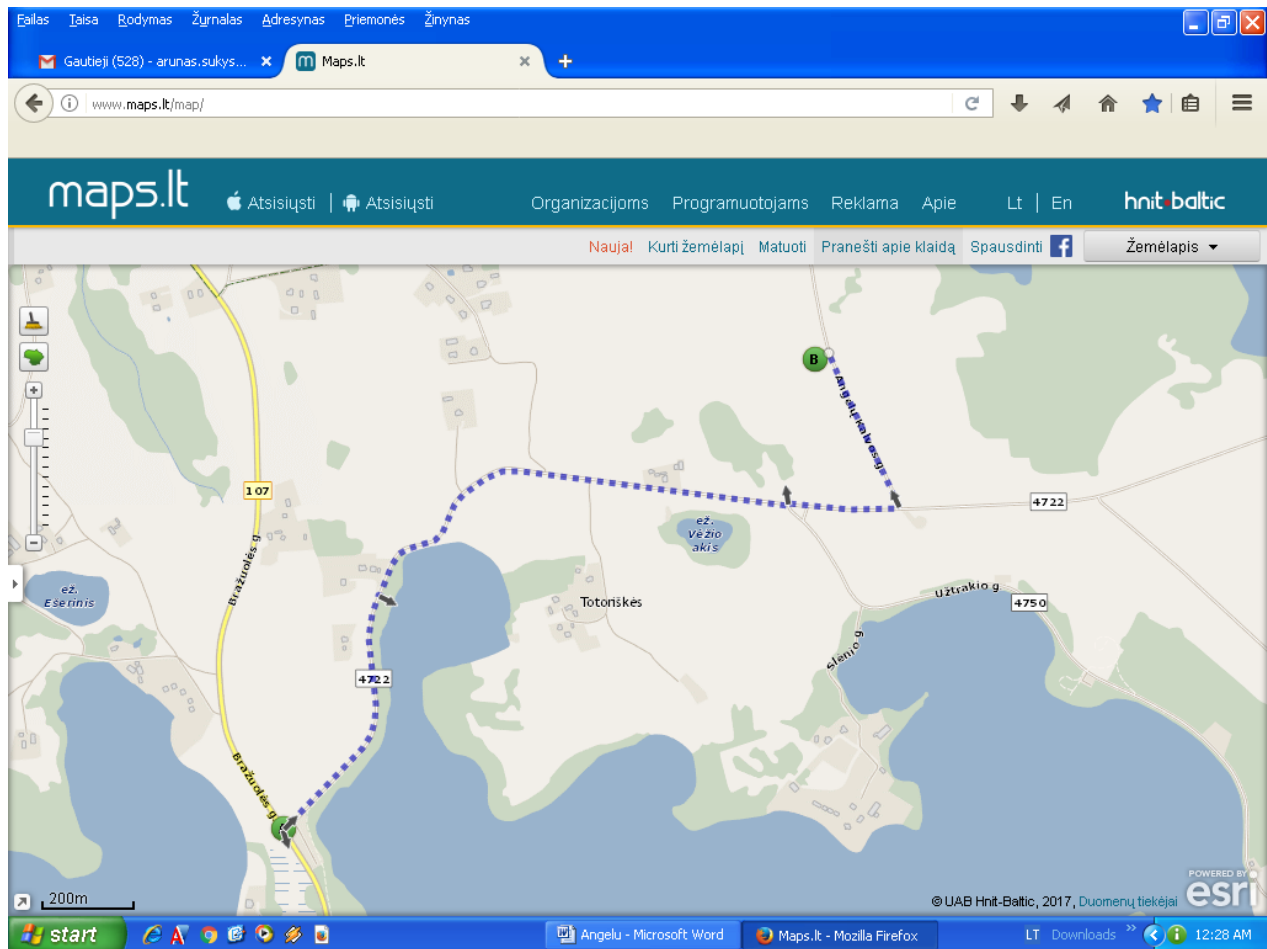 Failas Taisa Rodymas Žurnalas Adresynas Priemonės Žinynas
Gautieji (528) - arunas.sukys... Maps.lt
www.maps.lt/map/
maps.lt Atsisiųsti | Atsisiųsti Organizacijoms Programuotojams Reklama Apie Lt | En hnit-baltic
Nauja! Kurti žemėlapį Matuoti Pranešti apie klaidą Spausdinti Žemėlapis
B
Angelų Kalvos g
107
4722
ež.
Vėžio
akis
Bražuolės g
ež.
Ešerinis
Totoriškės
Užtrakio g
4750
Slėnio g
4722
Bražuolės g
200m
© UAB Hnit-Baltic, 2017, Duomenų tiekėjai
POWERED BY
esri
start Angelu - Microsoft Word Maps.lt - Mozilla Firefox LT Downloads 12:28 AM